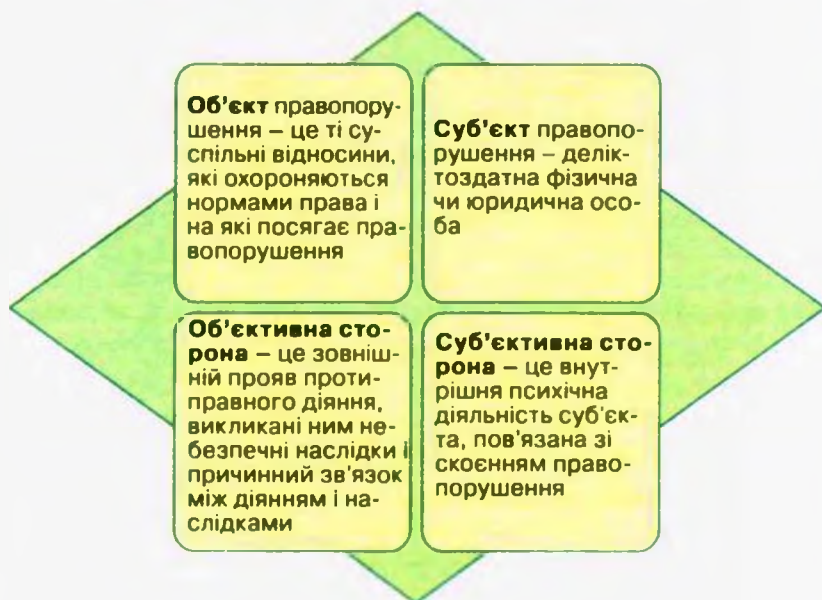 Об'єкт правопору-
шення – це ті су-
спільні відносини,
які охороняються
нормами права і
на які посягає пра-
вопорушення
Суб'єкт правопо-
рушення – делік-
тоздатна фізична
чи юридична осо-
ба
Об'єктивна сто-
рона – це зовніш-
ній прояв проти-
правного діяння,
викликані ним не-
безпечні наслідки і
причинний зв'язок
між діянням і на-
слідками
Суб'єктивна сто-
рона – це внут-
рішня психічна
діяльність суб'єк-
та, пов'язана зі
скоєнням право-
порушення